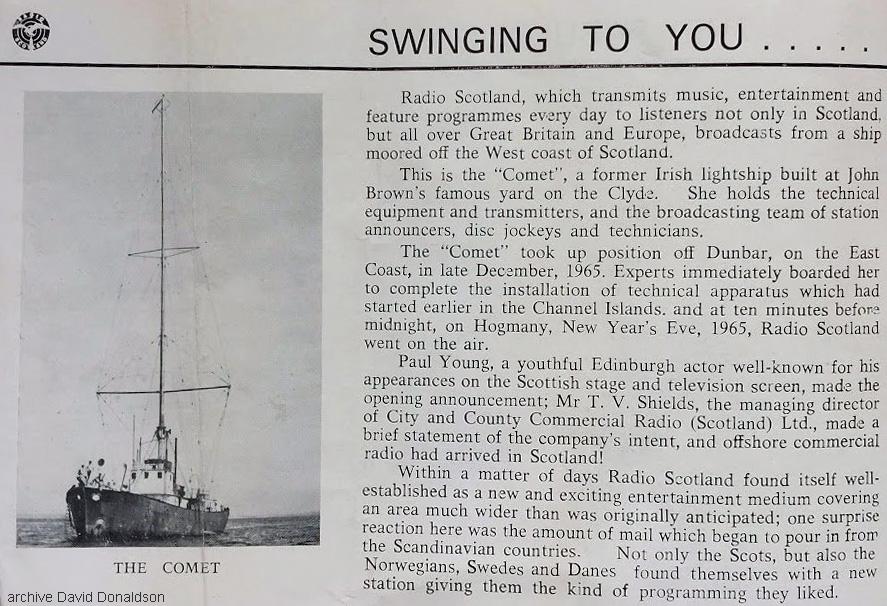 SWINGING TO YOU . . . . .
Radio Scotland, which transmits music, entertainment and
feature programmes every day to listeners not only in Scotland,
but all over Great Britain and Europe, broadcasts from a ship
moored off the West coast of Scotland.
This is the "Comet", a former Irish lightship built at John
Brown's famous yard on the Clyde. She holds the technical
equipment and transmitters, and the broadcasting team of station
announcers, disc jockeys and technicians.
The "Comet" took up position off Dunbar, on the East
Coast, in late December, 1965. Experts immediately boarded her
to complete the installation of technical apparatus which had
started earlier in the Channel Islands. and at ten minutes before
midnight, on Hogmany, New Year's Eve, 1965, Radio Scotland
went on the air.
Paul Young, a youthful Edinburgh actor well-known for his
appearances on the Scottish stage and television screen, made the
opening announcement; Mr T. V. Shields, the managing director
of City and County Commercial Radio (Scotland) Ltd., made a
brief statement of the company's intent, and offshore commercial
radio had arrived in Scotland!
Within a matter of days Radio Scotland found itself well-
established as a new and exciting entertainment medium covering
an area much wider than was originally anticipated; one surprise
reaction here was the amount of mail which began to pour in from
the Scandinavian countries. Not only the Scots, but also the
Norwegians, Swedes and Danes found themselves with a new
station giving them the kind of programming they liked.
THE COMET
archive David Donaldson